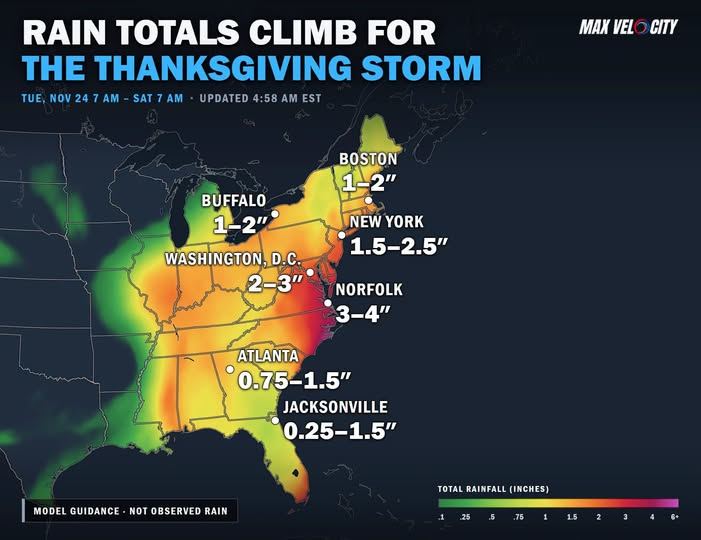 RAIN TOTALS CLIMB FOR
THE THANKSGIVING STORM
TUE, NOV 24 7 AM – SAT 7 AM · UPDATED 4:58 AM EST
MAX VELOCITY
BOSTON
1–2″
BUFFALO
1–2″
NEW YORK
1.5–2.5″
WASHINGTON, D.C.
2–3″
NORFOLK
3–4″
ATLANTA
0.75–1.5″
JACKSONVILLE
0.25–1.5″
TOTAL RAINFALL (INCHES)
.1 .25 .5 .75 1 1.5 2 3 4 6+
MODEL GUIDANCE · NOT OBSERVED RAIN